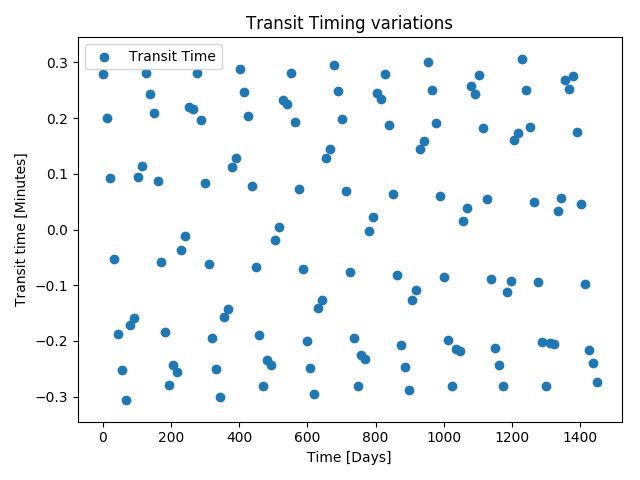 Transit Timing variations
Transit Time
Transit time [Minutes]
0.3
0.2
0.1
0.0
−0.1
−0.2
−0.3
0 200 400 600 800 1000 1200 1400
Time [Days]